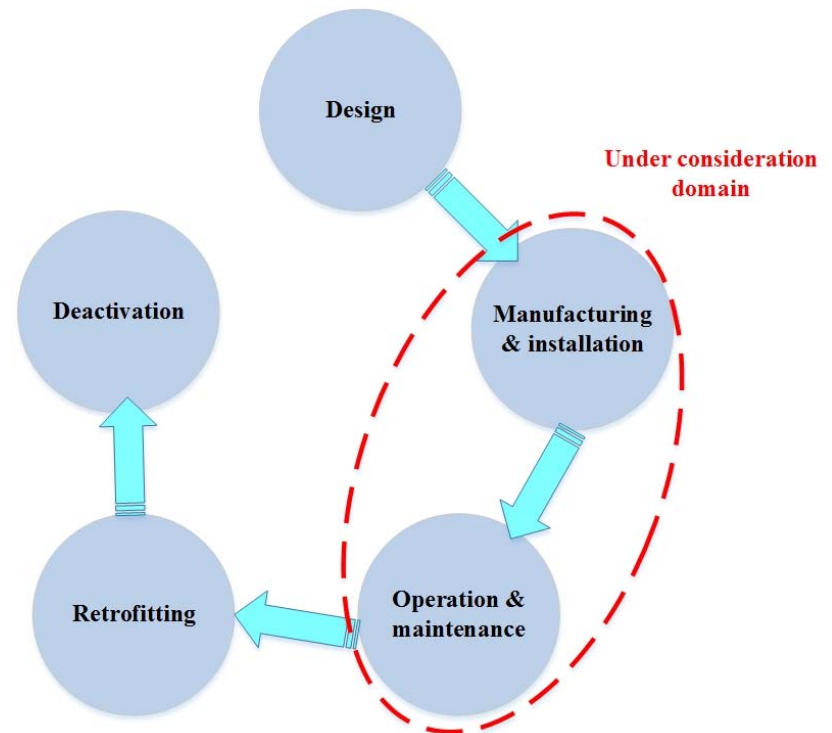 Design
Under consideration
domain
Manufacturing
& installation
Deactivation
Operation &
maintenance
Retrofitting